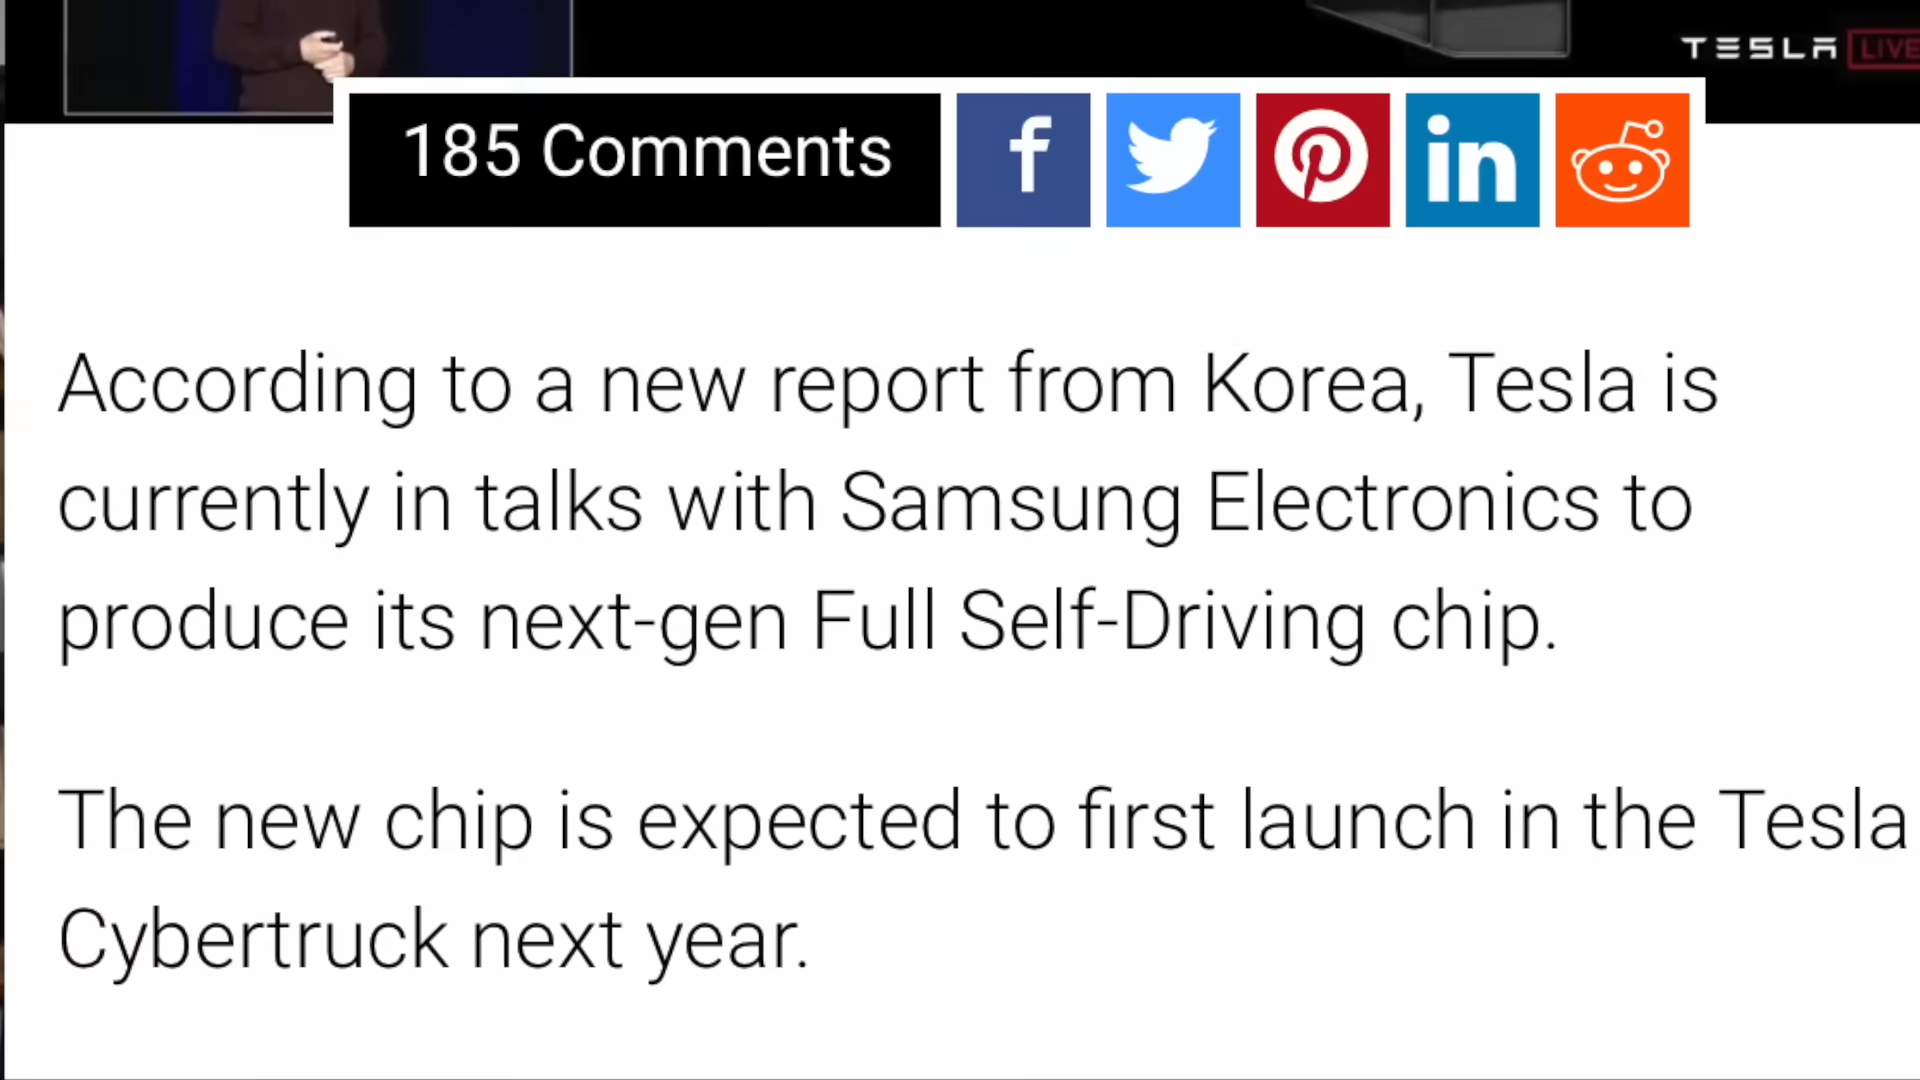 TESLA LIVE
185 Comments
According to a new report from Korea, Tesla is
currently in talks with Samsung Electronics to
produce its next-gen Full Self-Driving chip.
The new chip is expected to first launch in the Tesla
Cybertruck next year.